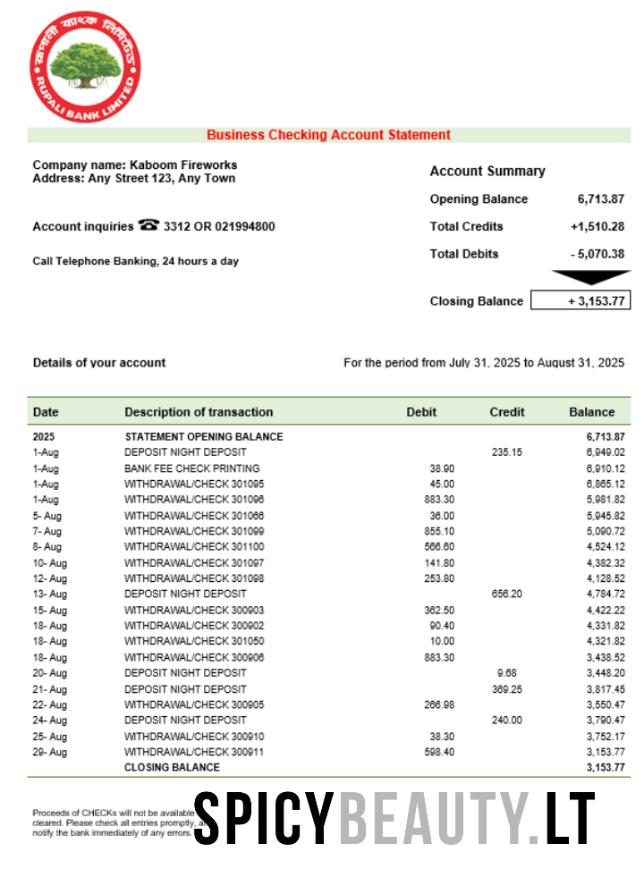 রূপালী ব্যাংক লিমিটেড
RUPALI BANK LIMITED
Business Checking Account Statement
Company name: Kaboom Fireworks
Address: Any Street 123, Any Town
Account inquiries ☎ 3312 OR 021994800
Call Telephone Banking, 24 hours a day
Account Summary
Opening Balance 6,713.87
Total Credits +1,510.28
Total Debits - 5,070.38
Closing Balance + 3,153.77
Details of your account For the period from July 31, 2025 to August 31, 2025
Date Description of transaction Debit Credit Balance
2025 STATEMENT OPENING BALANCE 6,713.87
1-Aug DEPOSIT NIGHT DEPOSIT 235.15 6,949.02
1-Aug BANK FEE CHECK PRINTING 38.90 6,910.12
1-Aug WITHDRAWAL/CHECK 301095 45.00 6,865.12
1-Aug WITHDRAWAL/CHECK 301096 883.30 5,981.82
5- Aug WITHDRAWAL/CHECK 301066 36.00 5,945.82
7- Aug WITHDRAWAL/CHECK 301099 855.10 5,090.72
8- Aug WITHDRAWAL/CHECK 301100 566.60 4,524.12
10- Aug WITHDRAWAL/CHECK 301097 141.80 4,382.32
12- Aug WITHDRAWAL/CHECK 301098 253.80 4,128.52
13- Aug DEPOSIT NIGHT DEPOSIT 656.20 4,784.72
15- Aug WITHDRAWAL/CHECK 300903 362.50 4,422.22
18- Aug WITHDRAWAL/CHECK 300902 90.40 4,331.82
18- Aug WITHDRAWAL/CHECK 301050 10.00 4,321.82
18- Aug WITHDRAWAL/CHECK 300906 883.30 3,438.52
20- Aug DEPOSIT NIGHT DEPOSIT 9.68 3,448.20
21- Aug DEPOSIT NIGHT DEPOSIT 369.25 3,817.45
22- Aug WITHDRAWAL/CHECK 300905 266.98 3,550.47
24- Aug DEPOSIT NIGHT DEPOSIT 240.00 3,790.47
25- Aug WITHDRAWAL/CHECK 300910 38.30 3,752.17
29- Aug WITHDRAWAL/CHECK 300911 598.40 3,153.77
CLOSING BALANCE 3,153.77
Proceeds of CHECKs will not be available
cleared. Please check all entries promptly,
notify the bank immediately of any errors.
SPICYBEAUTY.LT